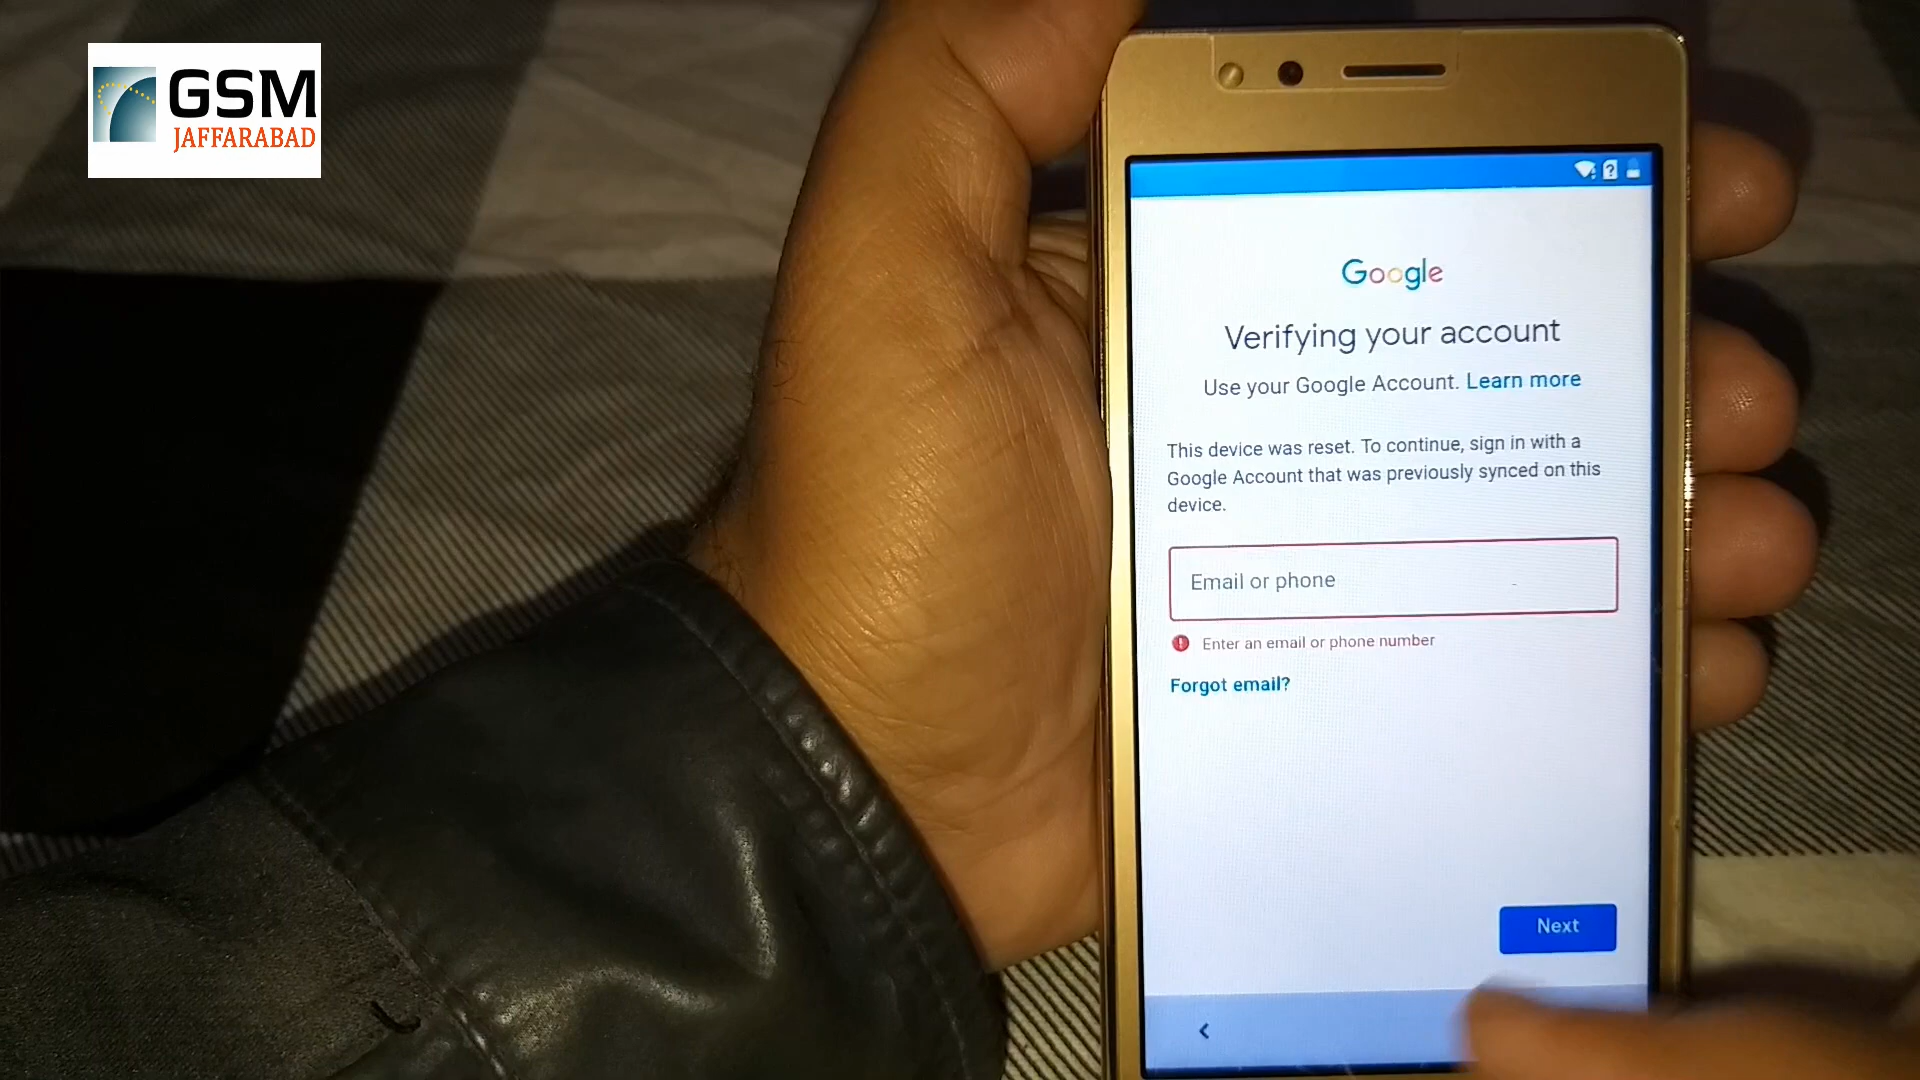 GSM
JAFFARABAD
Google
Verifying your account
Use your Google Account. Learn more
This device was reset. To continue, sign in with a
Google Account that was previously synced on this
device.
Email or phone
Enter an email or phone number
Forgot email?
Next